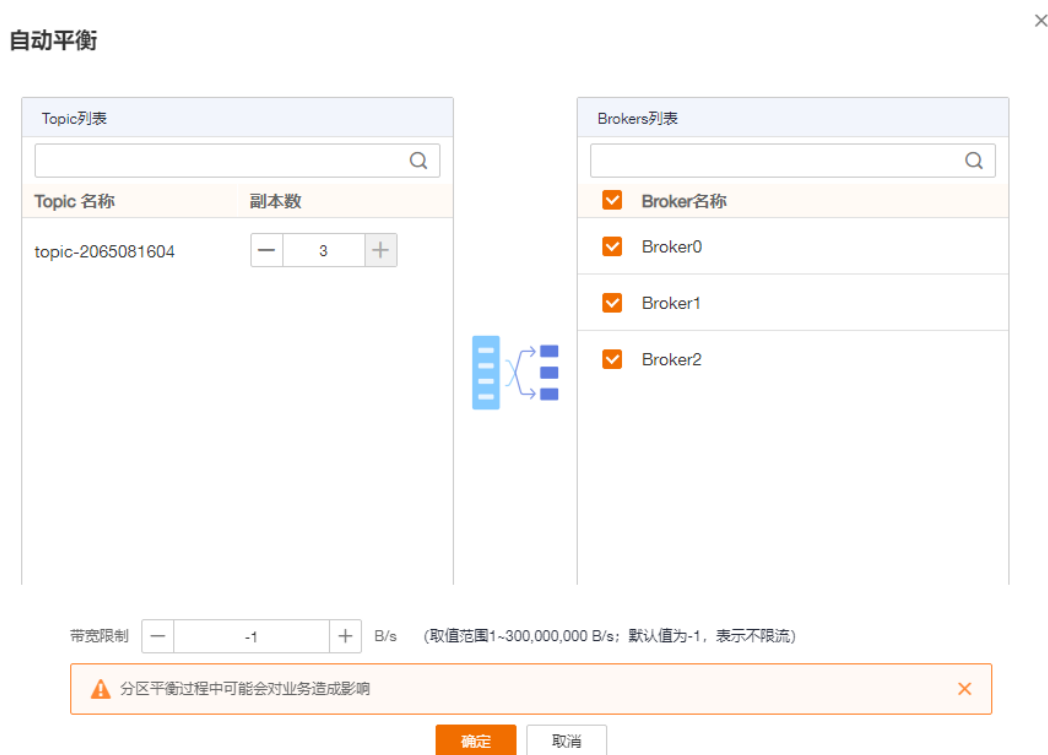 自动平衡
Topic列表
Topic 名称 副本数
topic-2065081604 3
Brokers列表
Broker名称
Broker0
Broker1
Broker2
带宽限制 -1 B/s (取值范围1~300,000,000 B/s；默认值为-1，表示不限流)
分区平衡过程中可能会对业务造成影响
确定 取消